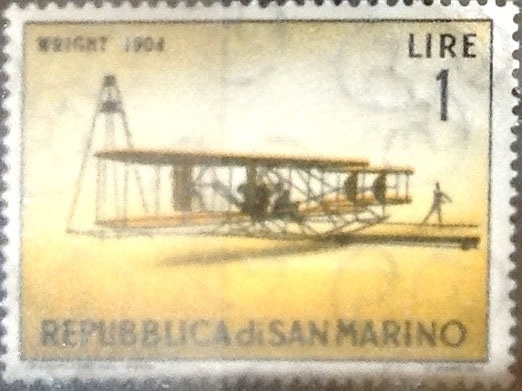 WRIGHT 1904
LIRE
1
REPUBBLICA di SAN MARINO